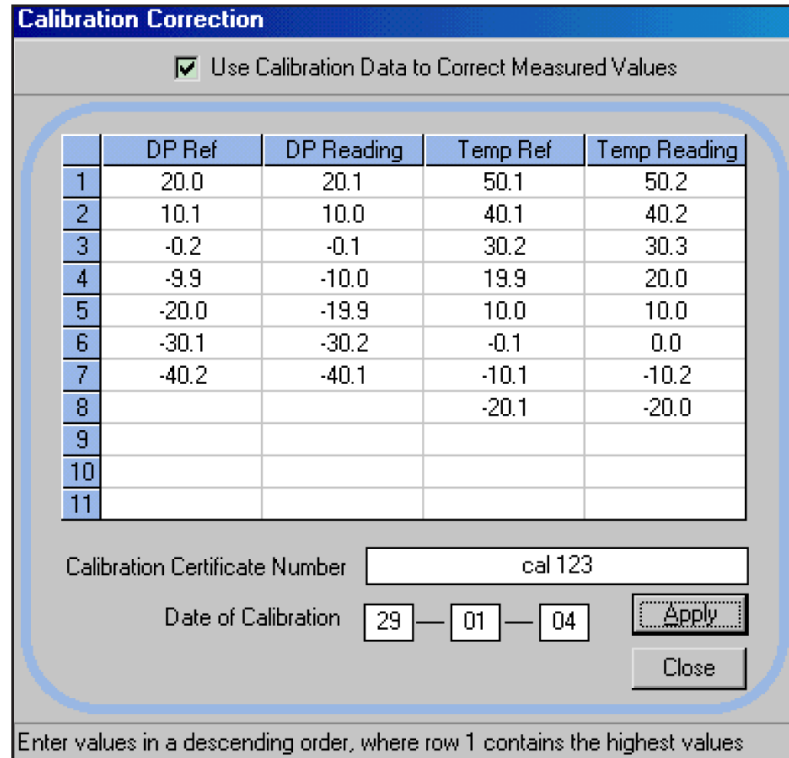 Calibration Correction
Use Calibration Data to Correct Measured Values
DP Ref DP Reading Temp Ref Temp Reading
1 20.0 20.1 50.1 50.2
2 10.1 10.0 40.1 40.2
3 -0.2 -0.1 30.2 30.3
4 -9.9 -10.0 19.9 20.0
5 -20.0 -19.9 10.0 10.0
6 -30.1 -30.2 -0.1 0.0
7 -40.2 -40.1 -10.1 -10.2
8 -20.1 -20.0
9
10
11
Calibration Certificate Number cal 123
Date of Calibration 29 — 01 — 04 Apply
Close
Enter values in a descending order, where row 1 contains the highest values